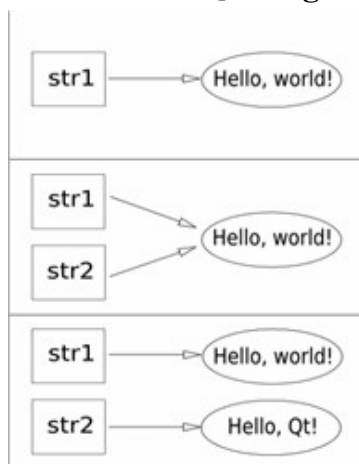 str1 Hello, world!
str1
Hello, world!
str2
str1 Hello, world!
str2 Hello, Qt!